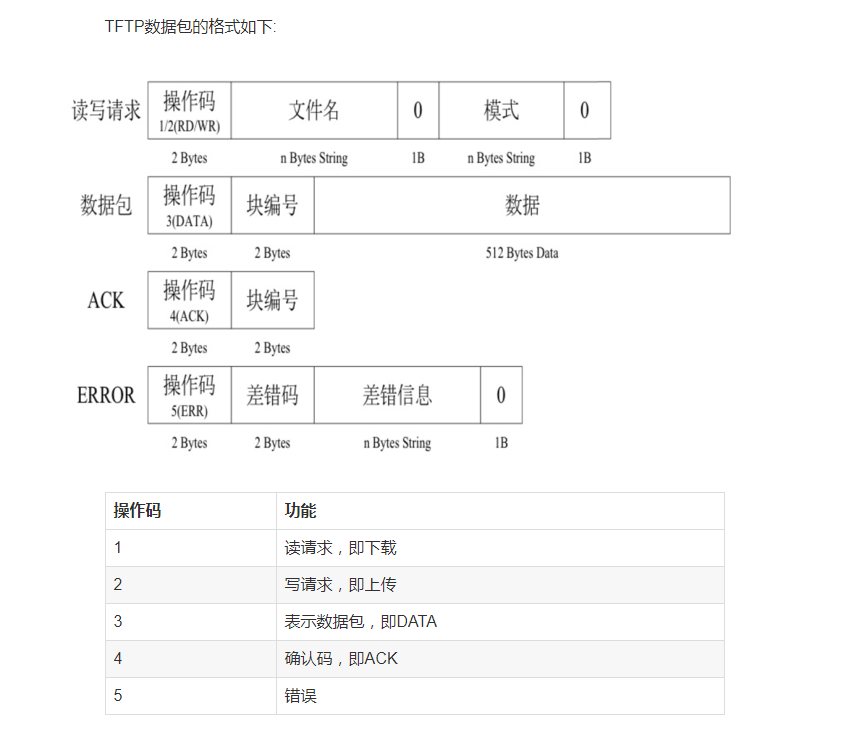 TFTP数据包的格式如下:
读写请求 操作码 文件名 0 模式 0
1/2(RD/WR)
2 Bytes n Bytes String 1B n Bytes String 1B
数据包 操作码 块编号 数据
3(DATA)
2 Bytes 2 Bytes 512 Bytes Data
ACK 操作码 块编号
4(ACK)
2 Bytes 2 Bytes
ERROR 操作码 差错码 差错信息 0
5(ERR)
2 Bytes 2 Bytes n Bytes String 1B
操作码 功能
1 读请求，即下载
2 写请求，即上传
3 表示数据包，即DATA
4 确认码，即ACK
5 错误